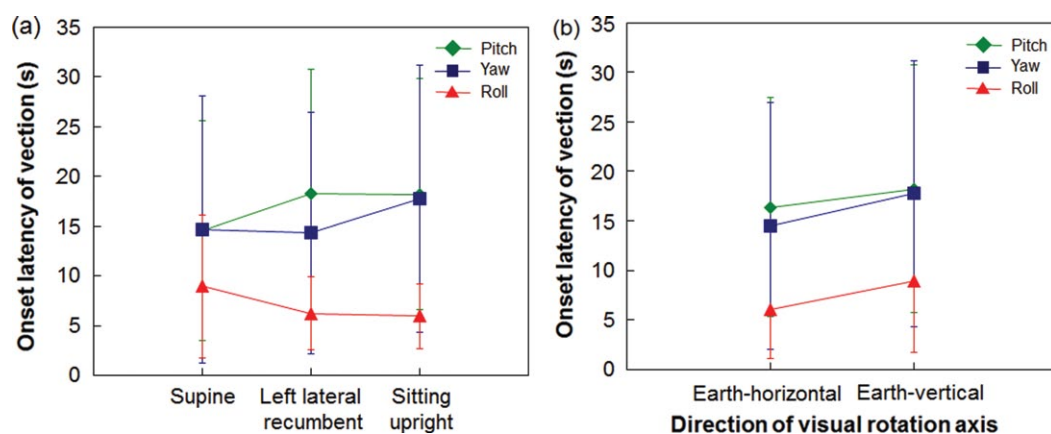 (a)
Onset latency of vection (s)
35
30
25
20
15
10
5
0
Pitch
Yaw
Roll
Supine
Left lateral
recumbent
Sitting
upright
(b)
Onset latency of vection (s)
35
30
25
20
15
10
5
0
Pitch
Yaw
Roll
Earth-horizontal
Earth-vertical
Direction of visual rotation axis